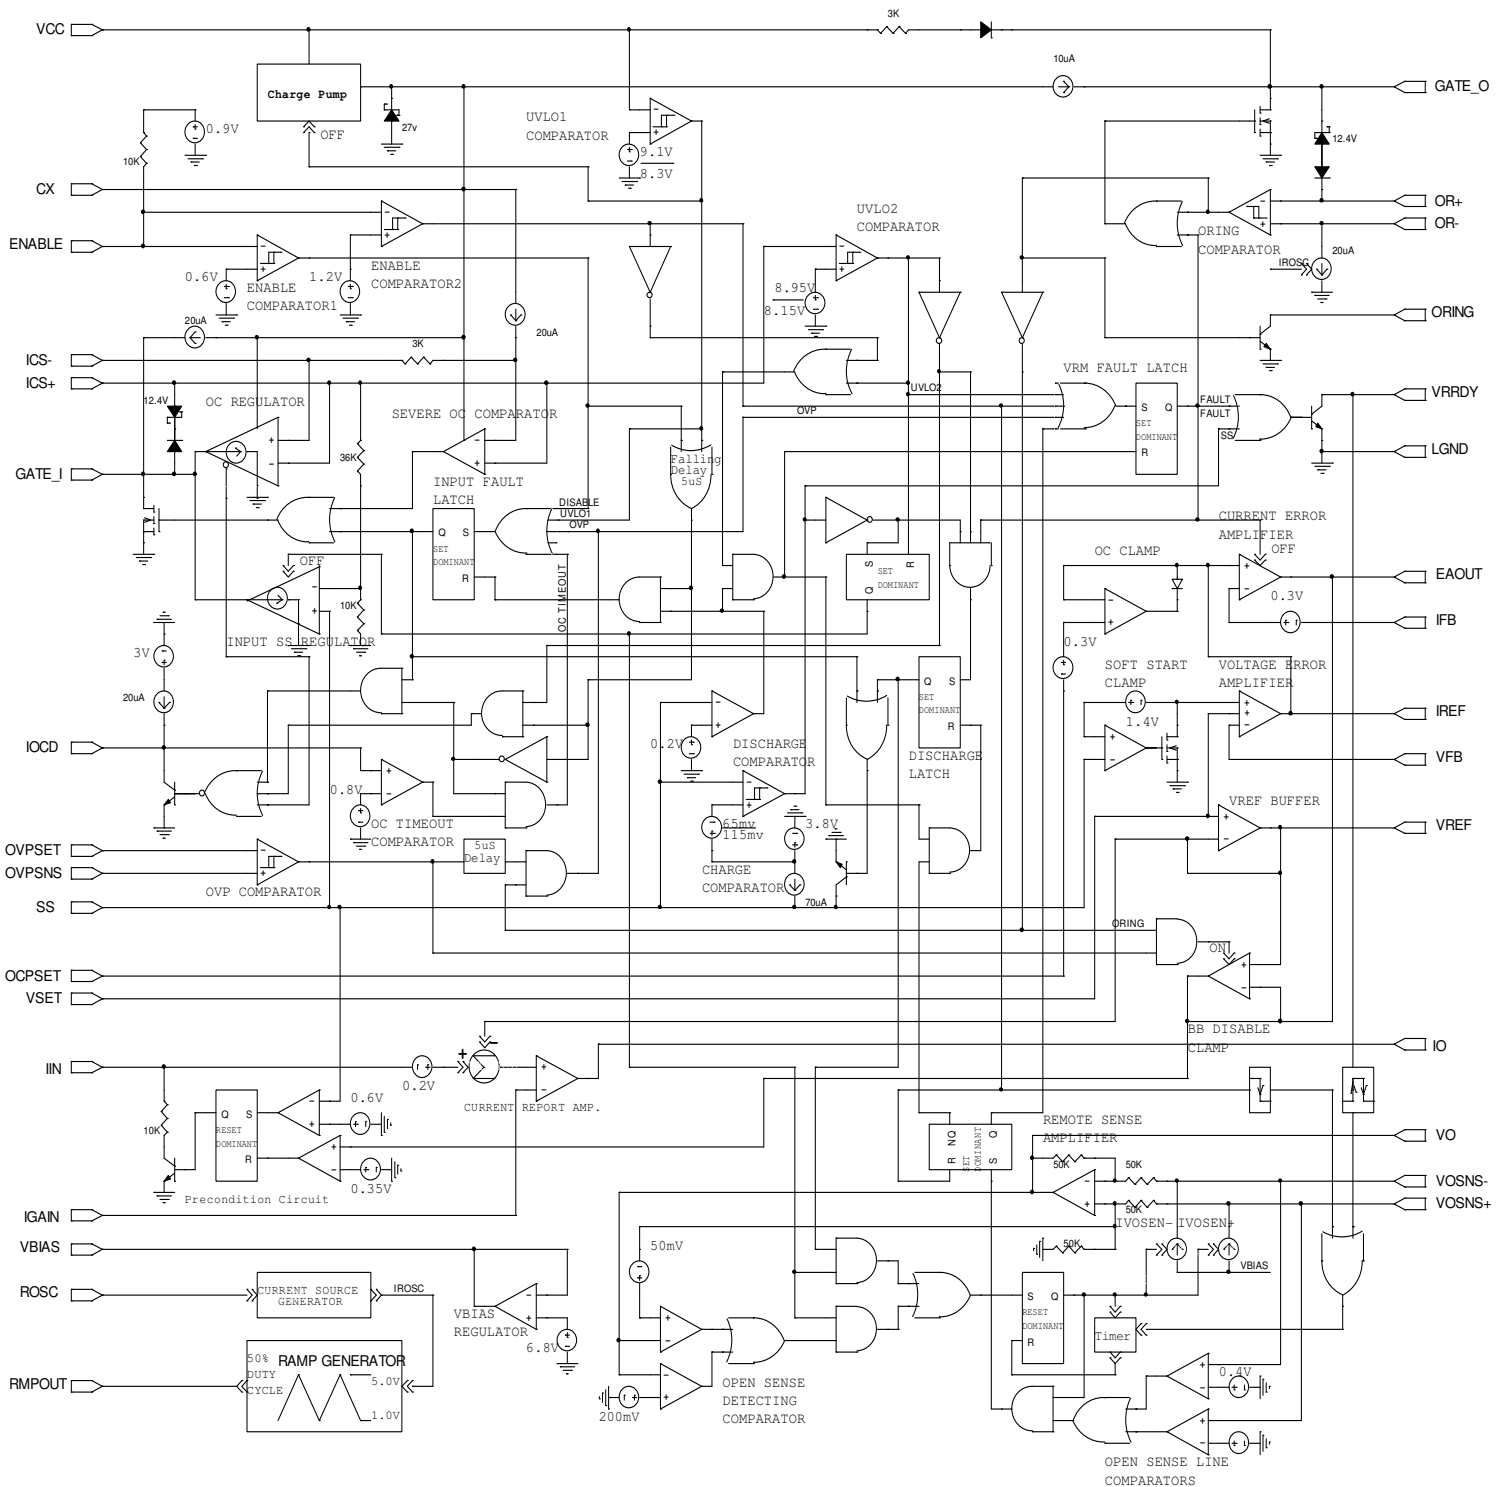 VCC
3K
10uA
Charge Pump
GATE_O
27v
OFF
UVLO1
COMPARATOR
0.9V
10K
9.1V
8.3V
12.4V
CX
OR+
OR-
UVLO2
COMPARATOR
ORING
COMPARATOR
20uA
IROSC
ENABLE
0.6V
ENABLE
COMPARATOR1
1.2V
ENABLE
COMPARATOR2
8.95V
8.15V
20uA
20uA
ORING
ICS-
3K
ICS+
VRM FAULT LATCH
UVLO2
OVP
12.4V
OC REGULATOR
SEVERE OC COMPARATOR
S
Q
SET
DOMINANT
R
FAULT
FAULT
SS
VRRDY
LGND
GATE_I
36K
Falling
Delay
5uS
INPUT FAULT
LATCH
DISABLE
UVLO1
OVP
Q
S
SET
DOMINANT
R
OC TIMEOUT
CURRENT ERROR
AMPLIFIER
OFF
OC CLAMP
OFF
S
R
SET
DOMINANT
Q
EAOUT
0.3V
IFB
10K
INPUT SS REGULATOR
3V
0.3V
20uA
Q
S
SET
DOMINANT
R
SOFT START
CLAMP
1.4V
VOLTAGE ERROR
AMPLIFIER
IREF
IOCD
0.2V
DISCHARGE
COMPARATOR
DISCHARGE
LATCH
VFB
0.8V
OC TIMEOUT
COMPARATOR
65mv
115mv
3.8V
VREF BUFFER
VREF
OVPSET
OVPSNS
5uS
Delay
OVP COMPARATOR
CHARGE
COMPARATOR
70uA
SS
ORING
ON
OCPSET
VSET
BB DISABLE
CLAMP
IO
IIN
+
-
0.2V
CURRENT REPORT AMP.
10K
Q
S
RESET
DOMINANT
R
0.6V
0.35V
Precondition Circuit
NQ
Q
R
S
SET
DOMINANT
REMOTE SENSE
AMPLIFIER
VO
50K
50K
VOSNS-
50K
VOSNS+
IGAIN
IVOSEN-
IVOSEN+
VBIAS
50mV
50K
VBIAS
ROSC
CURRENT SOURCE
GENERATOR
IROSC
VBIAS
REGULATOR
6.8V
S
Q
RESET
DOMINANT
R
Timer
RMPOUT
50%
DUTY
CYCLE
RAMP GENERATOR
5.0V
1.0V
200mV
OPEN SENSE
DETECTING
COMPARATOR
0.4V
OPEN SENSE LINE
COMPARATORS